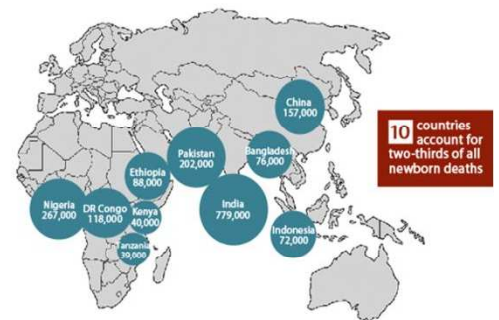 China
157,000
10 countries
account for
two-thirds of all
newborn deaths
Pakistan
202,000
Bangladesh
76,000
Ethiopia
88,000
Nigeria
267,000
DR Congo
118,000
Kenya
40,000
India
779,000
Indonesia
72,000
Tanzania
39,000